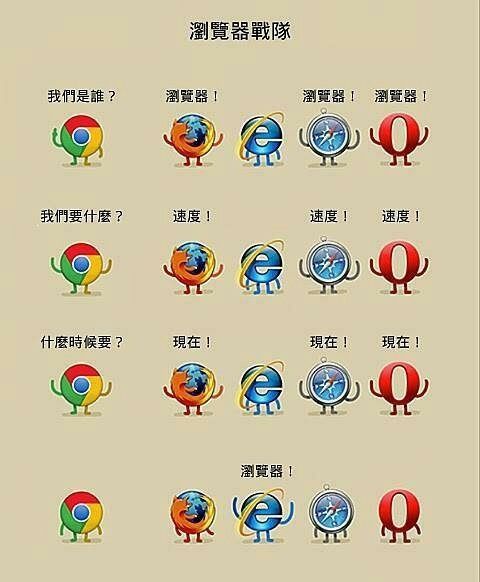 瀏覽器戰隊
我們是誰？ 瀏覽器！ 瀏覽器！ 瀏覽器！
我們要什麼？ 速度！ 速度！ 速度！
什麼時候要？ 現在！ 現在！ 現在！
瀏覽器！